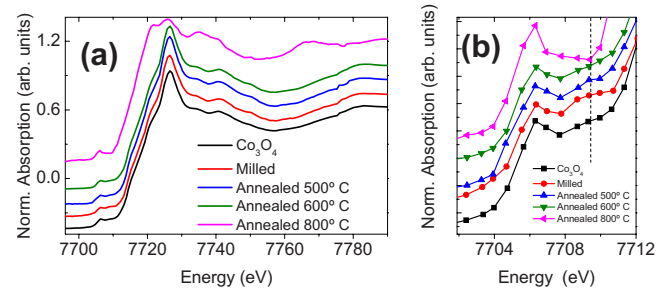 (a)
Norm. Absorption (arb. units)
1.2
0.6
0.0
Co₃O₄
Milled
Annealed 500º C
Annealed 600º C
Annealed 800º C
7700 7720 7740 7760 7780
Energy (eV)
(b)
Norm. Absorption (arb. units)
Co₃O₄
Milled
Annealed 500º C
Annealed 600º C
Annealed 800º C
7704 7708 7712
Energy (eV)